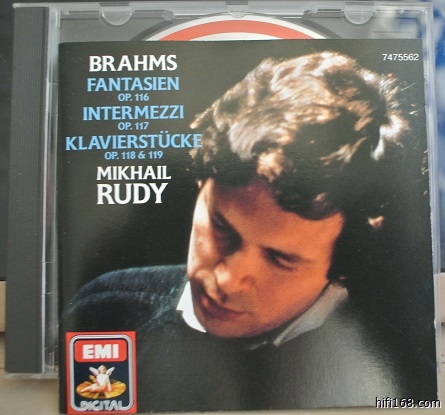 BRAHMS
7475562
FANTASIEN
OP. 116
INTERMEZZI
OP. 117
KLAVIERSTÜCKE
OP. 118 & 119
MIKHAIL
RUDY
EMI
DIGITAL
hifi168.com